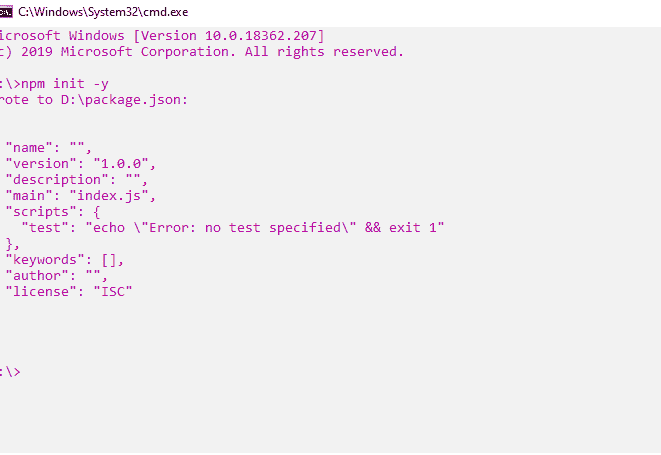 C:\Windows\System32\cmd.exe
icrosoft Windows [Version 10.0.18362.207]
c) 2019 Microsoft Corporation. All rights reserved.
:\>npm init -y
rote to D:\package.json:
"name": "",
"version": "1.0.0",
"description": "",
"main": "index.js",
"scripts": {
"test": "echo \"Error: no test specified\" && exit 1"
},
"keywords": [],
"author": "",
"license": "ISC"
:\>